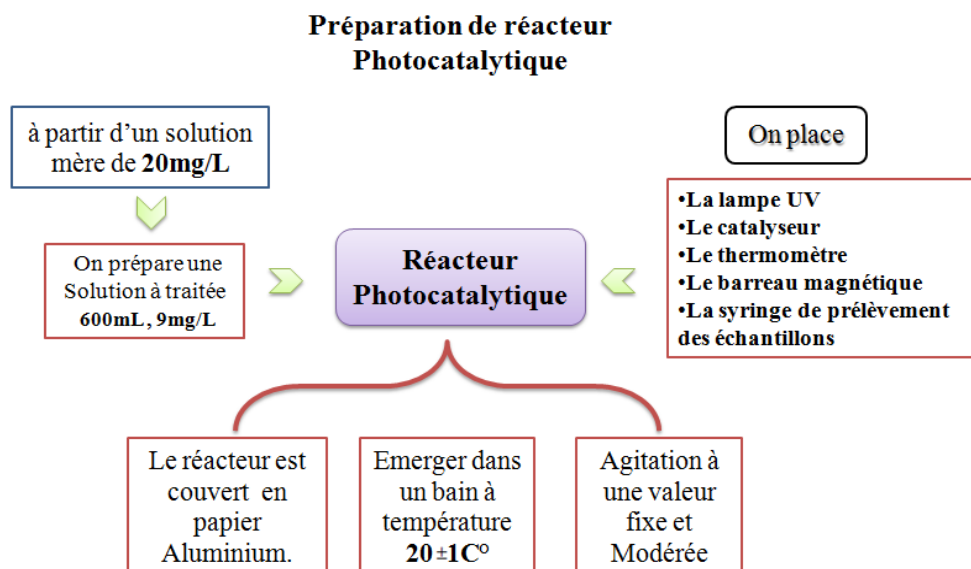 Préparation de réacteur
Photocatalytique
à partir d'un solution
mère de 20mg/L
On prépare une
Solution à traitée
600mL, 9mg/L
Réacteur
Photocatalytique
On place
•La lampe UV
•Le catalyseur
•Le thermomètre
•Le barreau magnétique
•La syringe de prélèvement
des échantillons
Le réacteur est
couvert en
papier
Aluminium.
Emerger dans
un bain à
température
20±1C°
Agitation à
une valeur
fixe et
Modérée